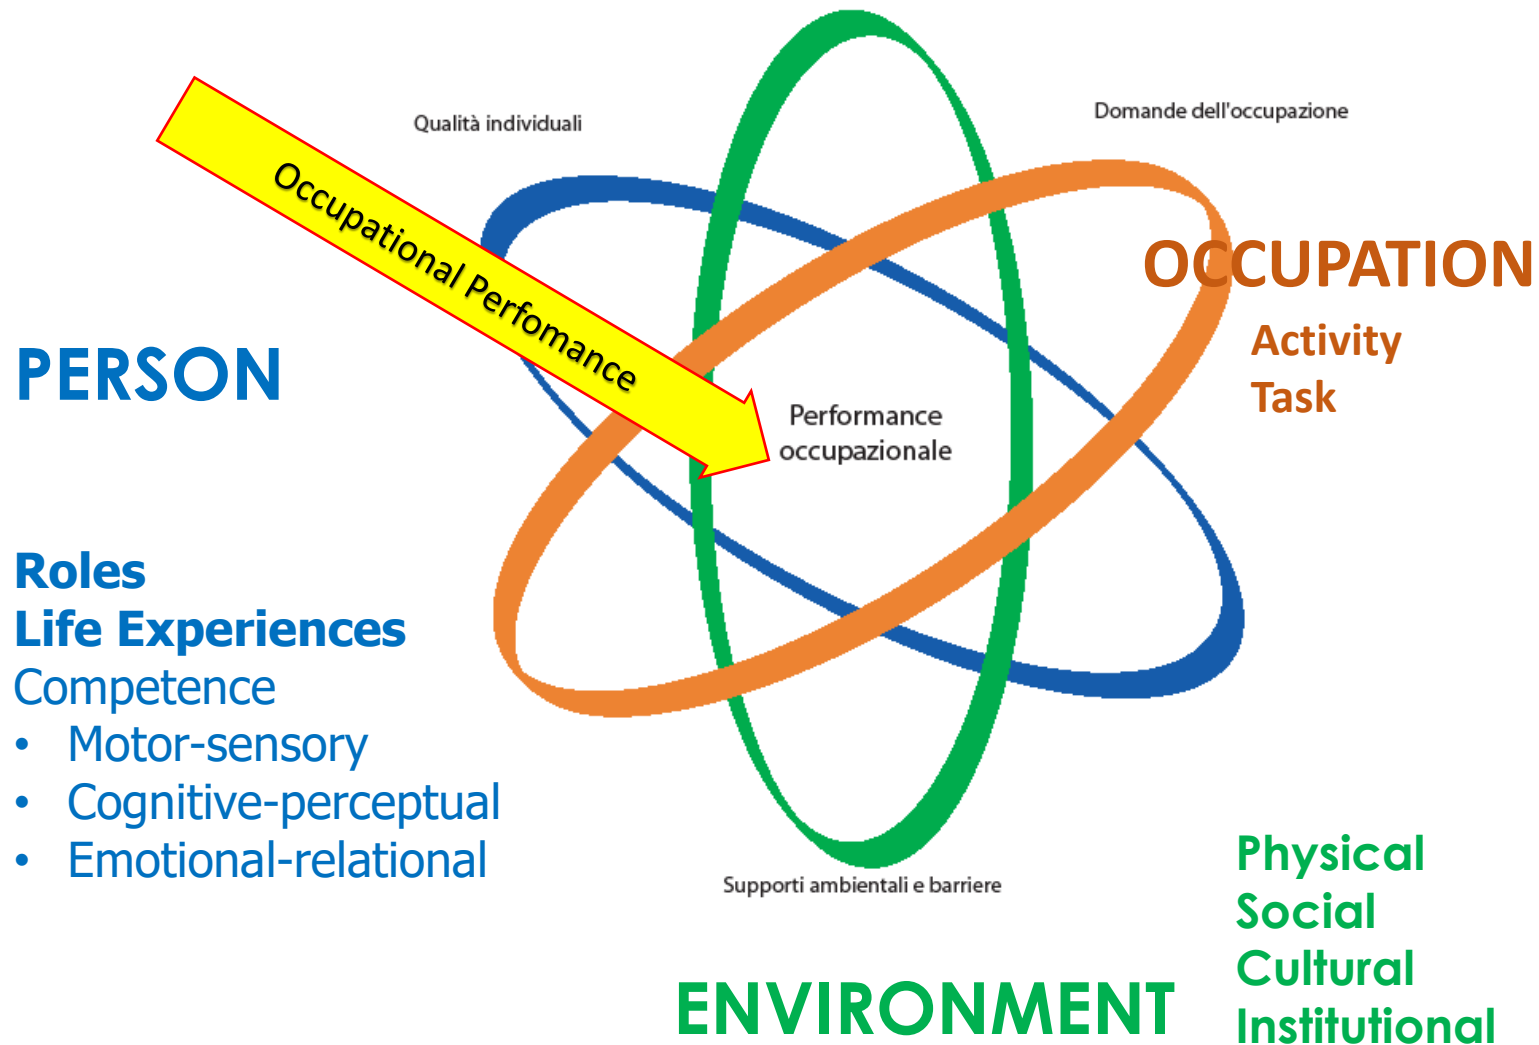 Qualità individuali
Domande dell'occupazione
Occupational Perfomance
OCCUPATION
Activity
Task
PERSON
Performance
occupazionale
Roles
Life Experiences
Competence
• Motor-sensory
• Cognitive-perceptual
• Emotional-relational
Supporti ambientali e barriere
ENVIRONMENT
Physical
Social
Cultural
Institutional